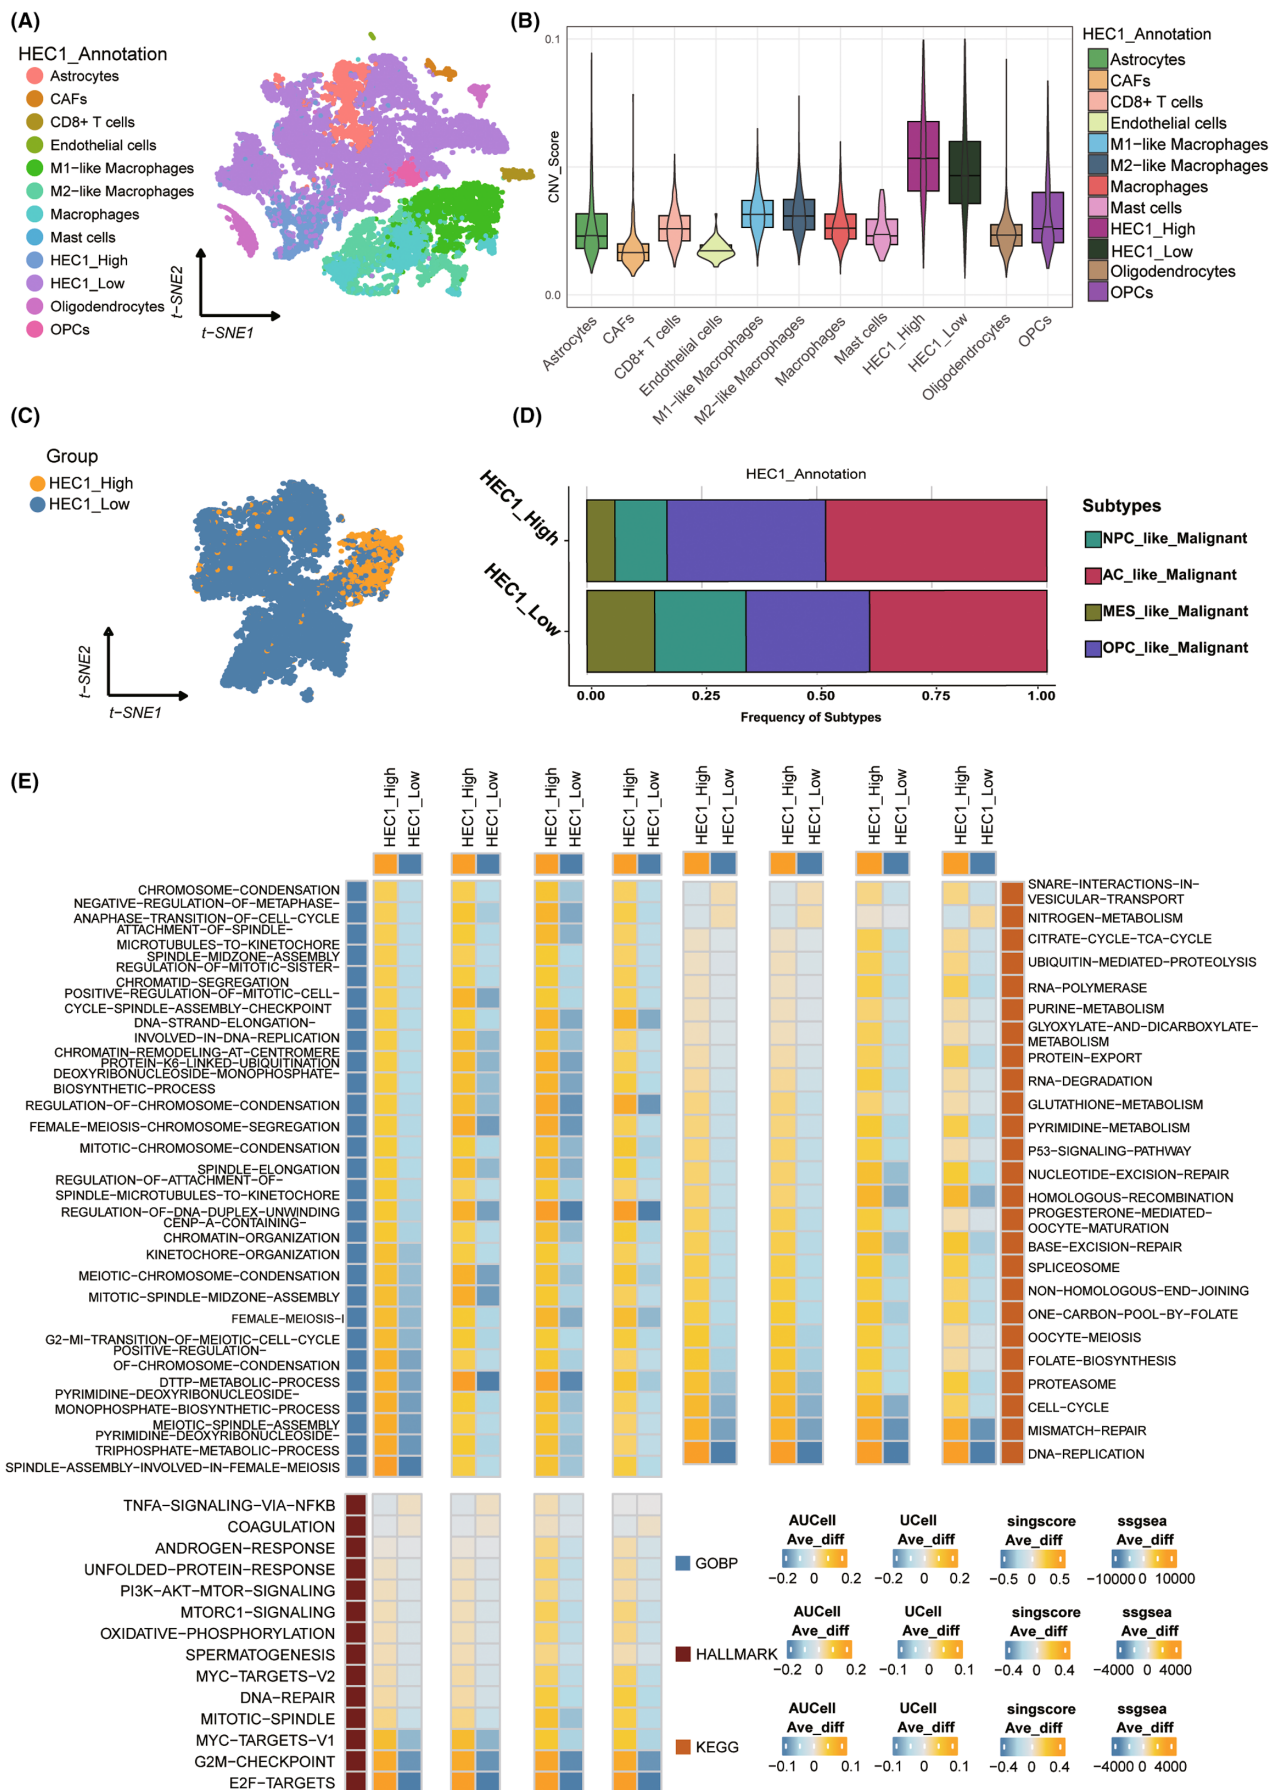 (A)
HEC1_Annotation
Astrocytes
CAFs
CD8+ T cells
Endothelial cells
M1−like Macrophages
M2−like Macrophages
Macrophages
Mast cells
HEC1_High
HEC1_Low
Oligodendrocytes
OPCs
t−SNE2
t−SNE1
(B)
0.1
CNV_Score
0.0
Astrocytes
CAFs
CD8+ T cells
Endothelial cells
M1−like Macrophages
M2−like Macrophages
Macrophages
Mast cells
HEC1_High
HEC1_Low
Oligodendrocytes
OPCs
HEC1_Annotation
Astrocytes
CAFs
CD8+ T cells
Endothelial cells
M1−like Macrophages
M2−like Macrophages
Macrophages
Mast cells
HEC1_High
HEC1_Low
Oligodendrocytes
OPCs
(C)
Group
HEC1_High
HEC1_Low
t−SNE2
t−SNE1
(D)
HEC1_Annotation
HEC1_High
HEC1_Low
0.00 0.25 0.50 0.75 1.00
Frequency of Subtypes
Subtypes
NPC_like_Malignant
AC_like_Malignant
MES_like_Malignant
OPC_like_Malignant
(E)
HEC1_High HEC1_Low HEC1_High HEC1_Low HEC1_High HEC1_Low HEC1_High HEC1_Low HEC1_High HEC1_Low HEC1_High HEC1_Low HEC1_High HEC1_Low HEC1_High HEC1_Low
CHROMOSOME−CONDENSATION
NEGATIVE−REGULATION−OF−METAPHASE−
ANAPHASE−TRANSITION−OF−CELL−CYCLE
ATTACHMENT−OF−SPINDLE−
MICROTUBULES−TO−KINETOCHORE
SPINDLE−MIDZONE−ASSEMBLY
REGULATION−OF−MITOTIC−SISTER−
CHROMATID−SEGREGATION
POSITIVE−REGULATION−OF−MITOTIC−CELL−
CYCLE−SPINDLE−ASSEMBLY−CHECKPOINT
DNA−STRAND−ELONGATION−
INVOLVED−IN−DNA−REPLICATION
CHROMATIN−REMODELING−AT−CENTROMERE
PROTEIN−K6−LINKED−UBIQUITINATION
DEOXYRIBONUCLEOSIDE−MONOPHOSPHATE−
BIOSYNTHETIC−PROCESS
REGULATION−OF−CHROMOSOME−CONDENSATION
FEMALE−MEIOSIS−CHROMOSOME−SEGREGATION
MITOTIC−CHROMOSOME−CONDENSATION
SPINDLE−ELONGATION
REGULATION−OF−ATTACHMENT−OF−
SPINDLE−MICROTUBULES−TO−KINETOCHORE
REGULATION−OF−DNA−DUPLEX−UNWINDING
CENP−A−CONTAINING−
CHROMATIN−ORGANIZATION
KINETOCHORE−ORGANIZATION
MEIOTIC−CHROMOSOME−CONDENSATION
MITOTIC−SPINDLE−MIDZONE−ASSEMBLY
FEMALE−MEIOSIS−I
G2−MI−TRANSITION−OF−MEIOTIC−CELL−CYCLE
POSITIVE−REGULATION−
OF−CHROMOSOME−CONDENSATION
DTTP−METABOLIC−PROCESS
PYRIMIDINE−DEOXYRIBONUCLEOSIDE−
MONOPHOSPHATE−BIOSYNTHETIC−PROCESS
MEIOTIC−SPINDLE−ASSEMBLY
PYRIMIDINE−DEOXYRIBONUCLEOSIDE−
TRIPHOSPHATE−METABOLIC−PROCESS
SPINDLE−ASSEMBLY−INVOLVED−IN−FEMALE−MEIOSIS
SNARE−INTERACTIONS−IN−
VESICULAR−TRANSPORT
NITROGEN−METABOLISM
CITRATE−CYCLE−TCA−CYCLE
UBIQUITIN−MEDIATED−PROTEOLYSIS
RNA−POLYMERASE
PURINE−METABOLISM
GLYOXYLATE−AND−DICARBOXYLATE−
METABOLISM
PROTEIN−EXPORT
RNA−DEGRADATION
GLUTATHIONE−METABOLISM
PYRIMIDINE−METABOLISM
P53−SIGNALING−PATHWAY
NUCLEOTIDE−EXCISION−REPAIR
HOMOLOGOUS−RECOMBINATION
PROGESTERONE−MEDIATED−
OOCYTE−MATURATION
BASE−EXCISION−REPAIR
SPLICEOSOME
NON−HOMOLOGOUS−END−JOINING
ONE−CARBON−POOL−BY−FOLATE
OOCYTE−MEIOSIS
FOLATE−BIOSYNTHESIS
PROTEASOME
CELL−CYCLE
MISMATCH−REPAIR
DNA−REPLICATION
TNFA−SIGNALING−VIA−NFKB
COAGULATION
ANDROGEN−RESPONSE
UNFOLDED−PROTEIN−RESPONSE
PI3K−AKT−MTOR−SIGNALING
MTORC1−SIGNALING
OXIDATIVE−PHOSPHORYLATION
SPERMATOGENESIS
MYC−TARGETS−V2
DNA−REPAIR
MITOTIC−SPINDLE
MYC−TARGETS−V1
G2M−CHECKPOINT
E2F−TARGETS
AUCell UCell singscore ssgsea
Ave_diff Ave_diff Ave_diff Ave_diff
GOBP
−0.2 0 0.2 −0.2 0 0.2 −0.5 0 0.5 −10000 0 10000
AUCell UCell singscore ssgsea
Ave_diff Ave_diff Ave_diff Ave_diff
HALLMARK
−0.2 0 0.2 −0.1 0 0.1 −0.4 0 0.4 −4000 0 4000
AUCell UCell singscore ssgsea
Ave_diff Ave_diff Ave_diff Ave_diff
KEGG
−0.1 0 0.1 −0.1 0 0.1 −0.4 0 0.4 −4000 0 4000